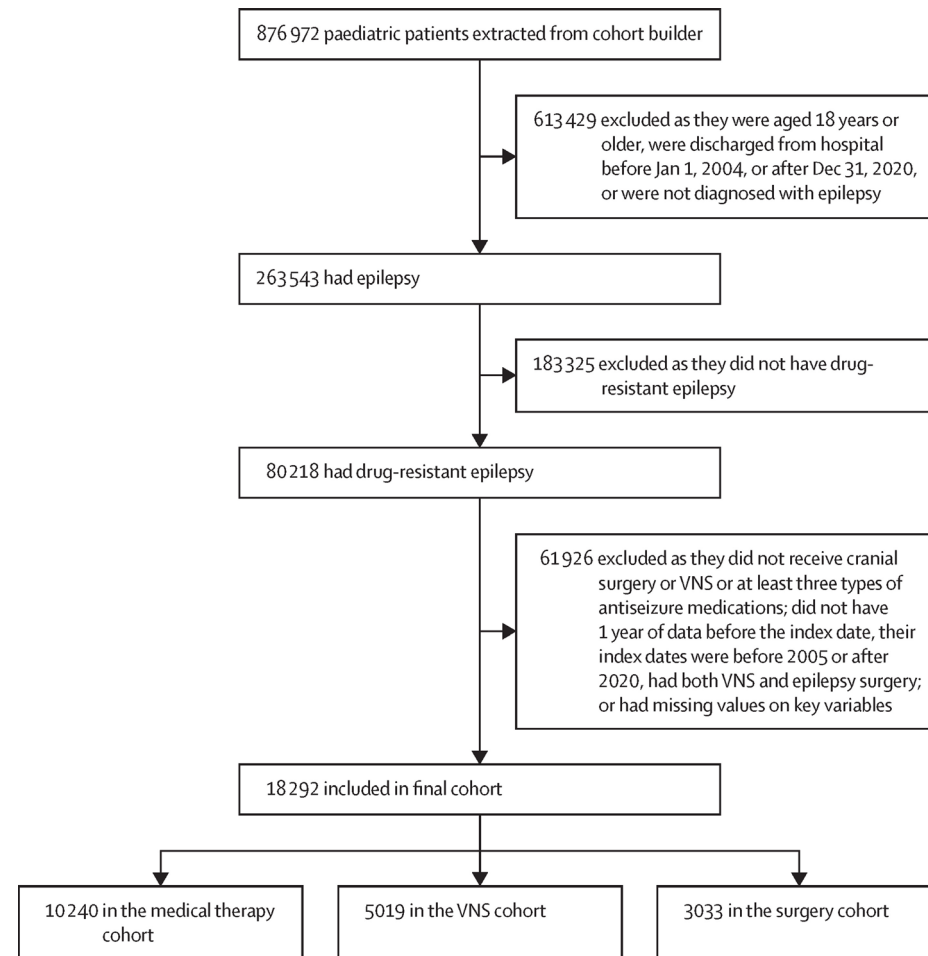 876 972 paediatric patients extracted from cohort builder
613 429 excluded as they were aged 18 years or
older, were discharged from hospital
before Jan 1, 2004, or after Dec 31, 2020,
or were not diagnosed with epilepsy
263 543 had epilepsy
183 325 excluded as they did not have drug-
resistant epilepsy
80 218 had drug-resistant epilepsy
61 926 excluded as they did not receive cranial
surgery or VNS or at least three types of
antiseizure medications; did not have
1 year of data before the index date, their
index dates were before 2005 or after
2020, had both VNS and epilepsy surgery;
or had missing values on key variables
18 292 included in final cohort
10 240 in the medical therapy
cohort
5019 in the VNS cohort
3033 in the surgery cohort